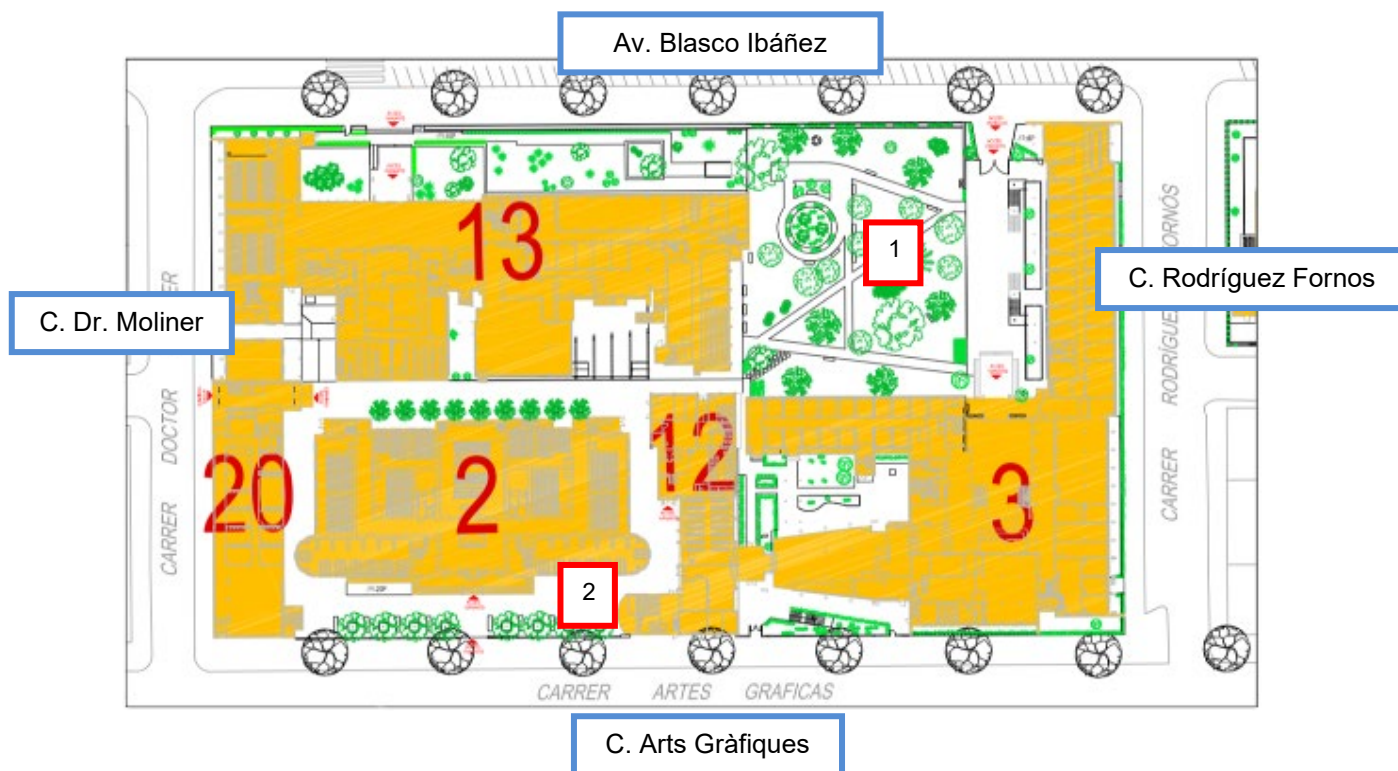 Av. Blasco Ibáñez
13
1
C. Rodríguez Fornos
RODRÍGUEZ
CARRER
C. Dr. Moliner
DOCTOR
CARRER
20
2
12
3
2
CARRER ARTES GRAFICAS
C. Arts Gràfiques